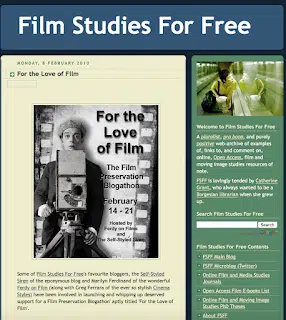 Film Studies For Free
MONDAY, 8 FEBRUARY 2010
For the Love of Film
For the
Love
of Film
The Film
Preservation
Blogathon
February
14 - 21
Hosted by
Ferdy on Films
and
The Self-Styled Siren
Some of Film Studies For Free's favourite bloggers, the Self-Styled
Siren of the eponymous blog and Marilyn Ferdinand of the wonderful
Ferdy on Film (along with Greg Ferrara of the ever so stylish Cinema
Styles) have been involved in launching and whipping up deserved
support for a Film Preservation Blogathon aptly titled For the Love of
Film.
Welcome to Film Studies For Free
A pluralist, pro bono, and purely
positive web-archive of examples
of, links to, and comment on,
online, Open Access, film and
moving image studies resources of
note.
FSFF is lovingly tended by Catherine
Grant, who always wanted to be a
Borgesian librarian when she grew
up.
Search Film Studies For Free
Film Studies For Free Contents
FSFF Main Blog
FSFF Microblog (Twitter)
Online Film and Media Studies
Journals
Open Access Film E-books List
Online Film and Moving Image
Studies PhD Theses
About FSFF